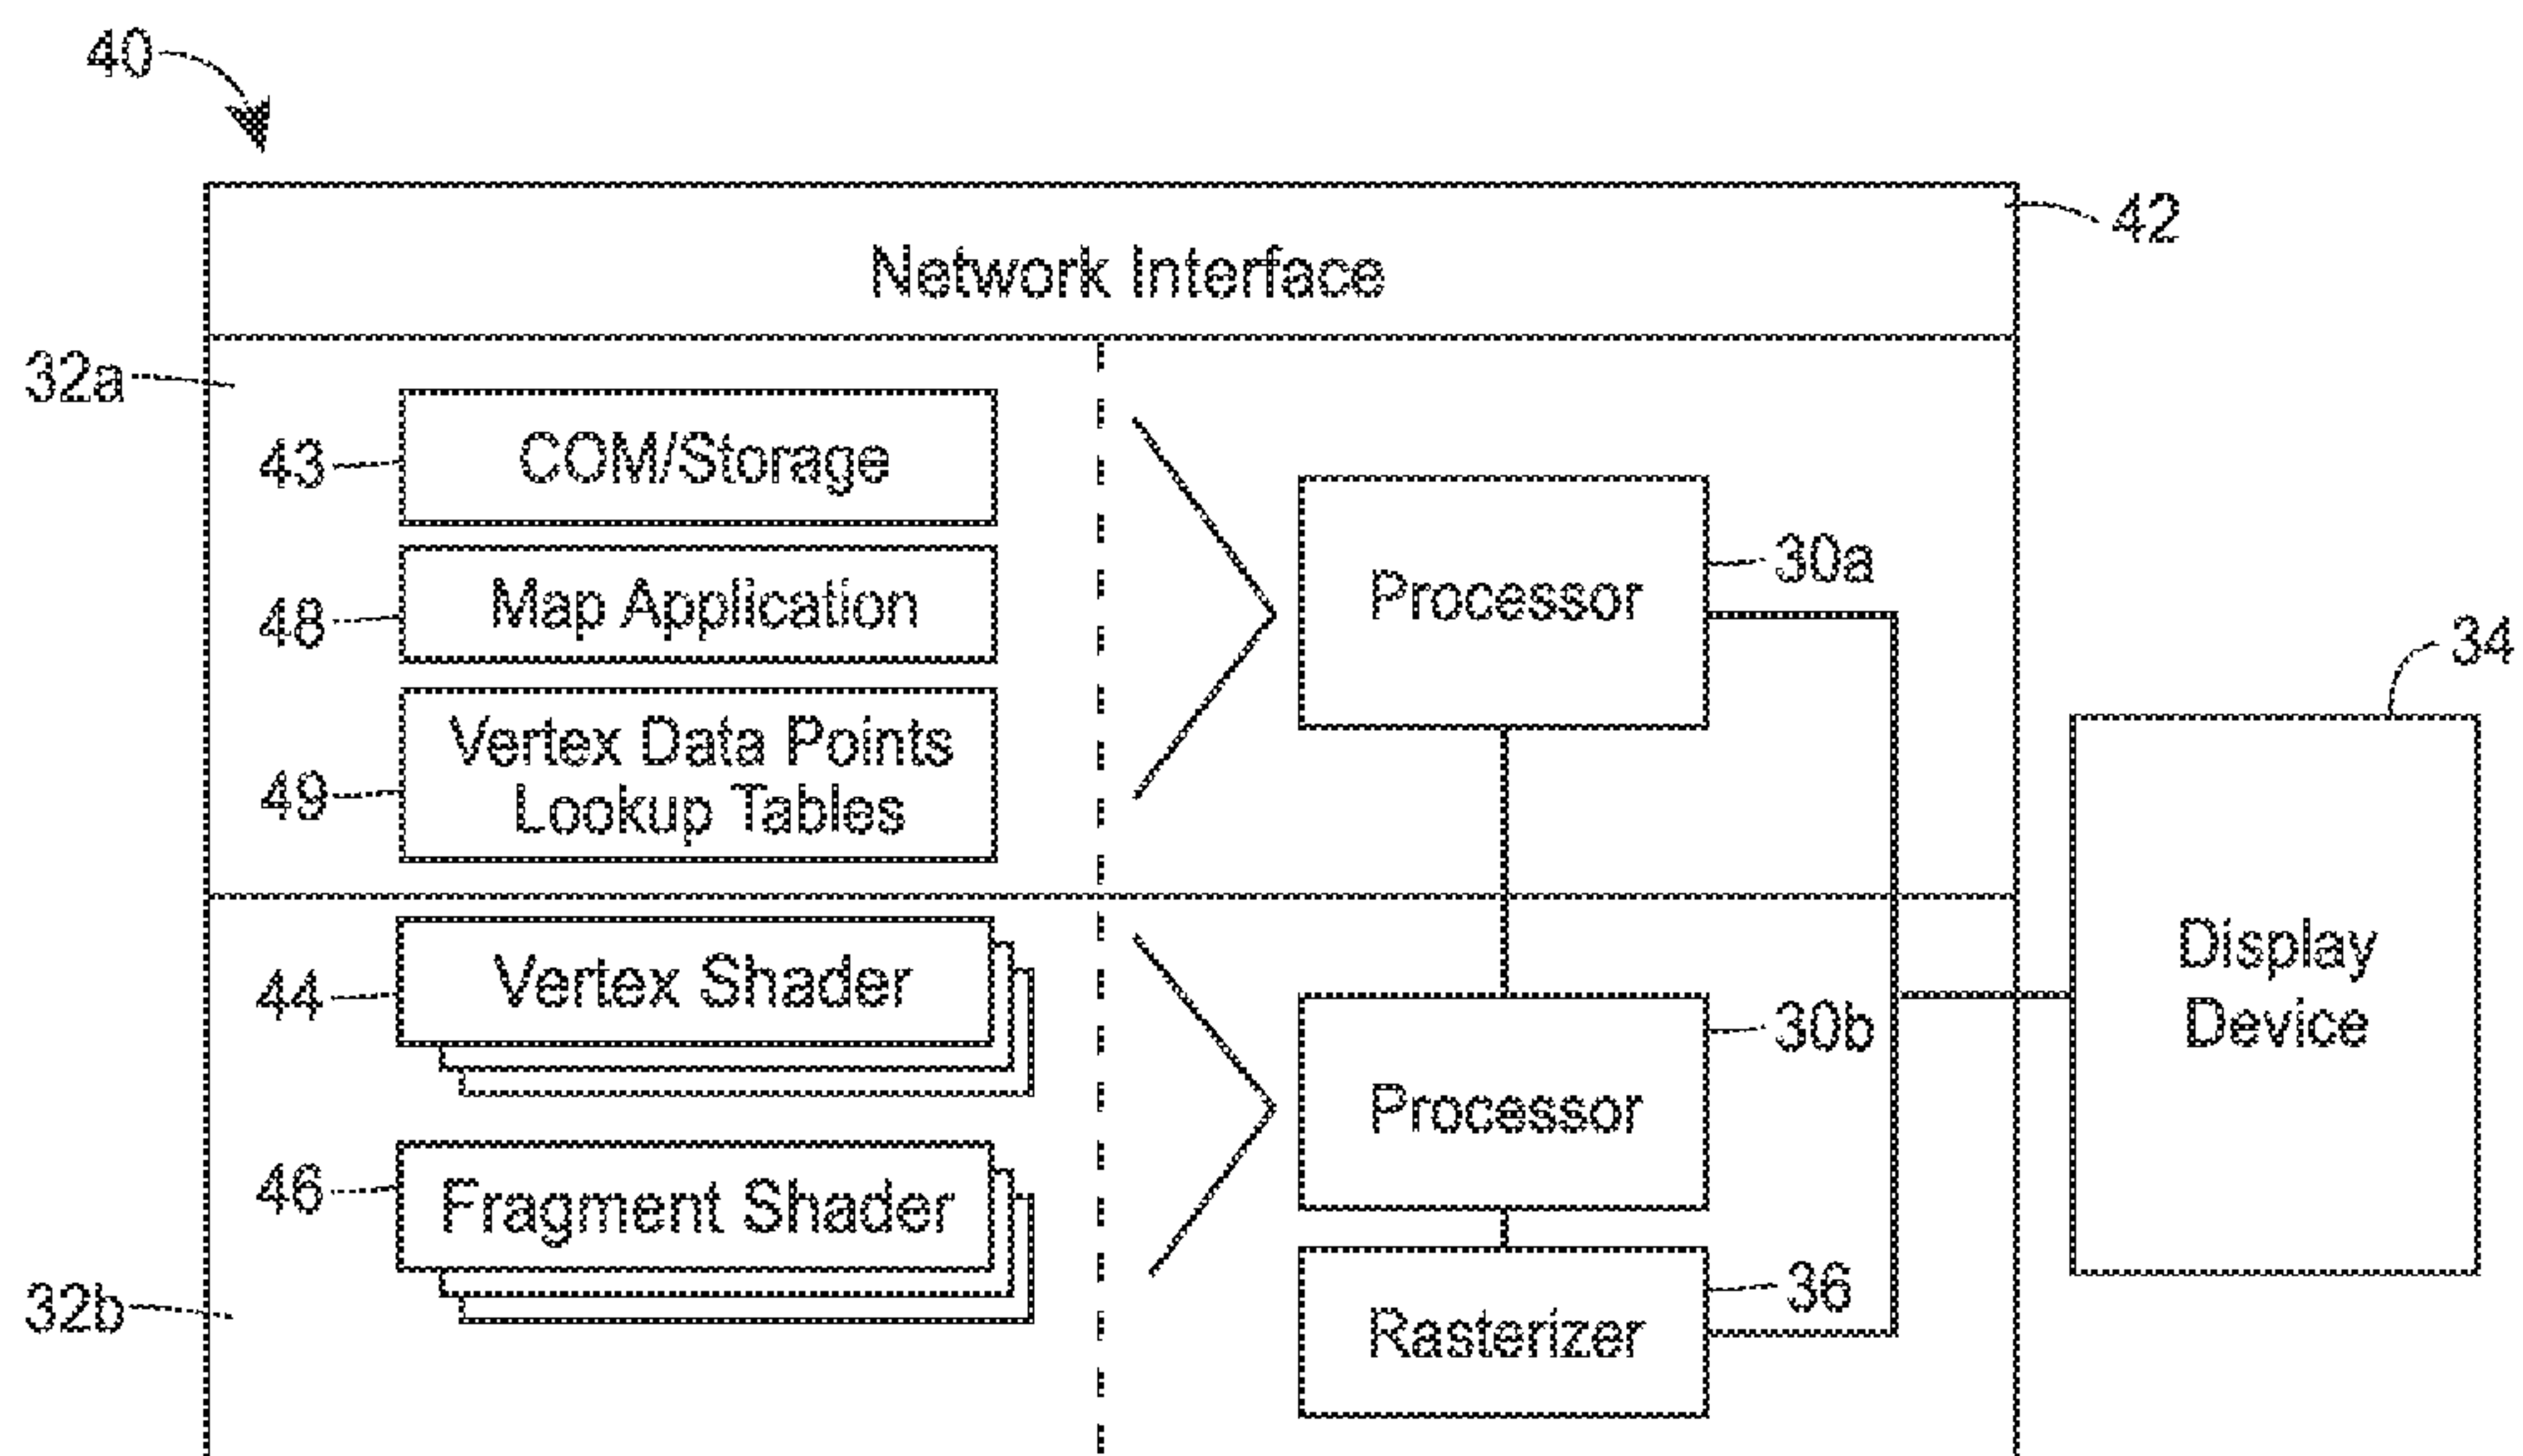 40
42
Network Interface
32a
43
COM/Storage
48
Map Application
49
Vertex Data Points
Lookup Tables
Processor
30a
34
44
Vertex Shader
46
Fragment Shader
32b
Processor
30b
Rasterizer
36
Display
Device